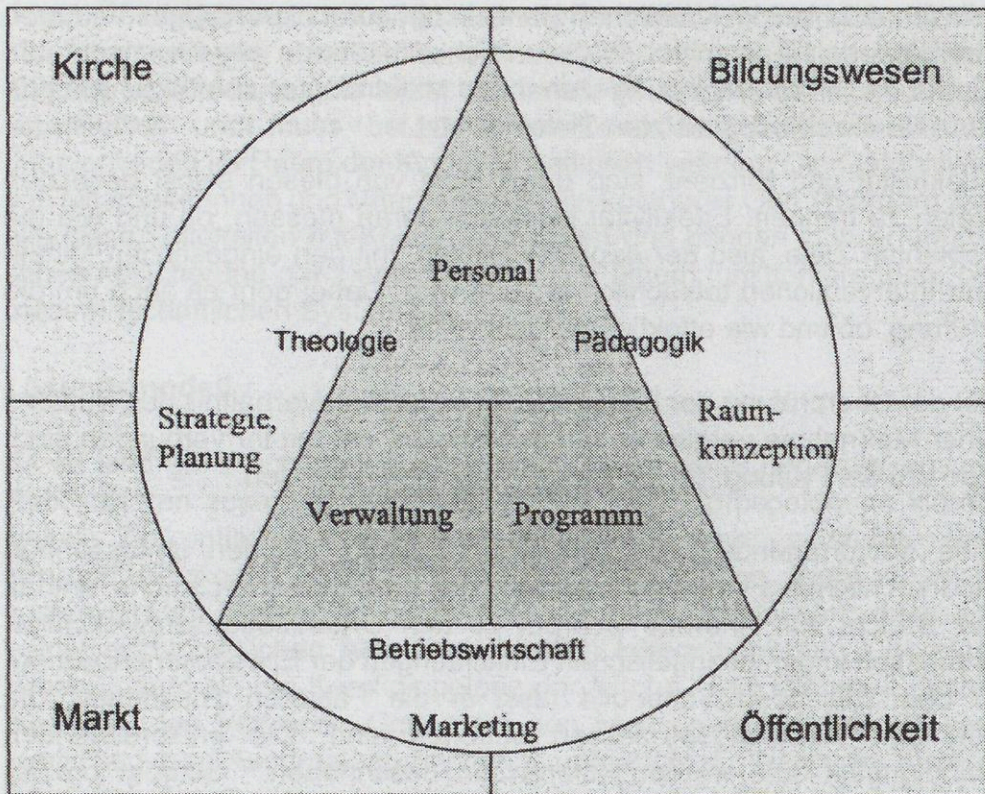 Kirche
Bildungswesen
Personal
Theologie
Pädagogik
Strategie,
Planung
Raum-
konzeption
Verwaltung
Programm
Betriebswirtschaft
Markt
Marketing
Öffentlichkeit